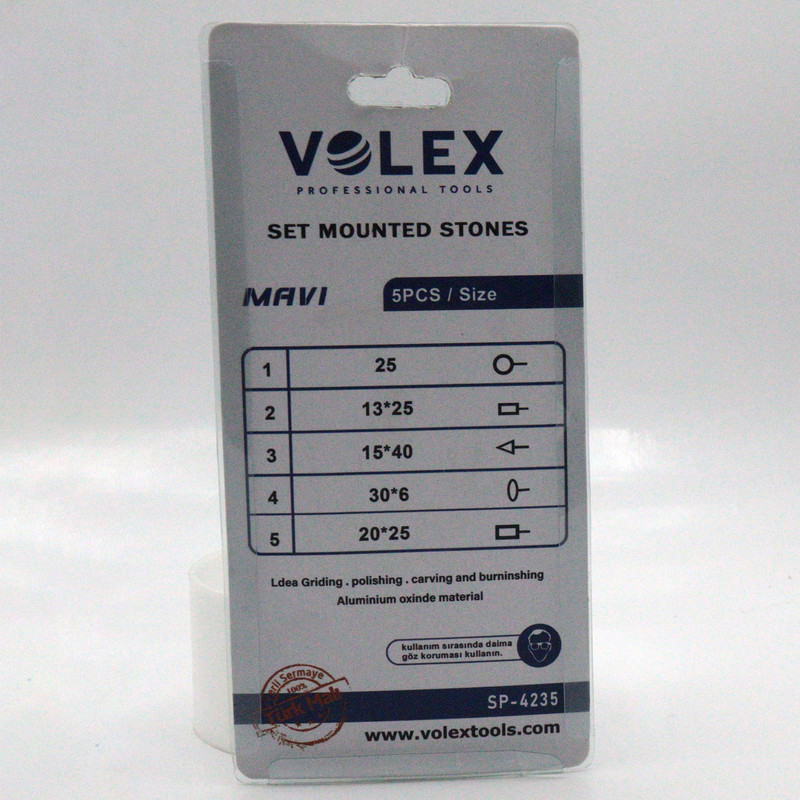 VOLEX
PROFESSIONAL TOOLS
SET MOUNTED STONES
MAVI
5PCS / Size
1 25
2 13*25
3 15*40
4 30*6
5 20*25
Ldea Griding . polishing . carving and burninshing
Aluminium oxinde material
kullanım sırasında daima
göz koruması kullanın.
Yerli Sermaye
100%
Türk Malı
SP-4235
www.volextools.com